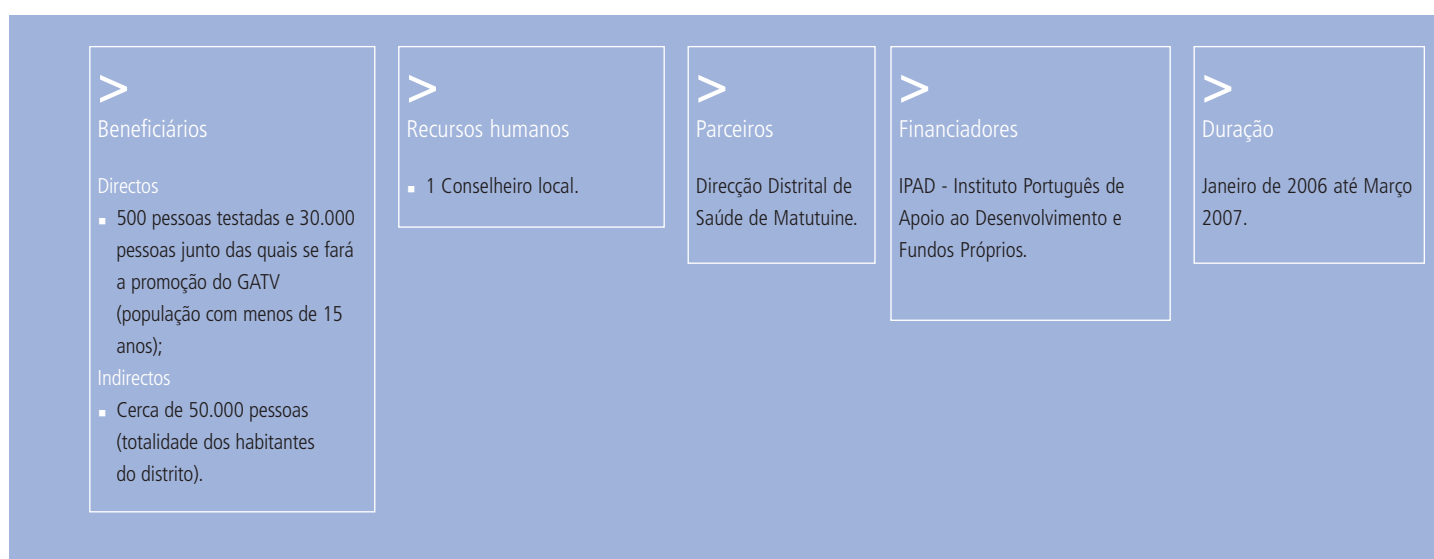 >
Beneficiários
Directos
▪ 500 pessoas testadas e 30.000
pessoas junto das quais se fará
a promoção do GATV
(população com menos de 15
anos);
Indirectos
▪ Cerca de 50.000 pessoas
(totalidade dos habitantes
do distrito).
>
Recursos humanos
▪ 1 Conselheiro local.
>
Parceiros
Direcção Distrital de
Saúde de Matutuine.
>
Financiadores
IPAD - Instituto Português de
Apoio ao Desenvolvimento e
Fundos Próprios.
>
Duração
Janeiro de 2006 até Março
2007.